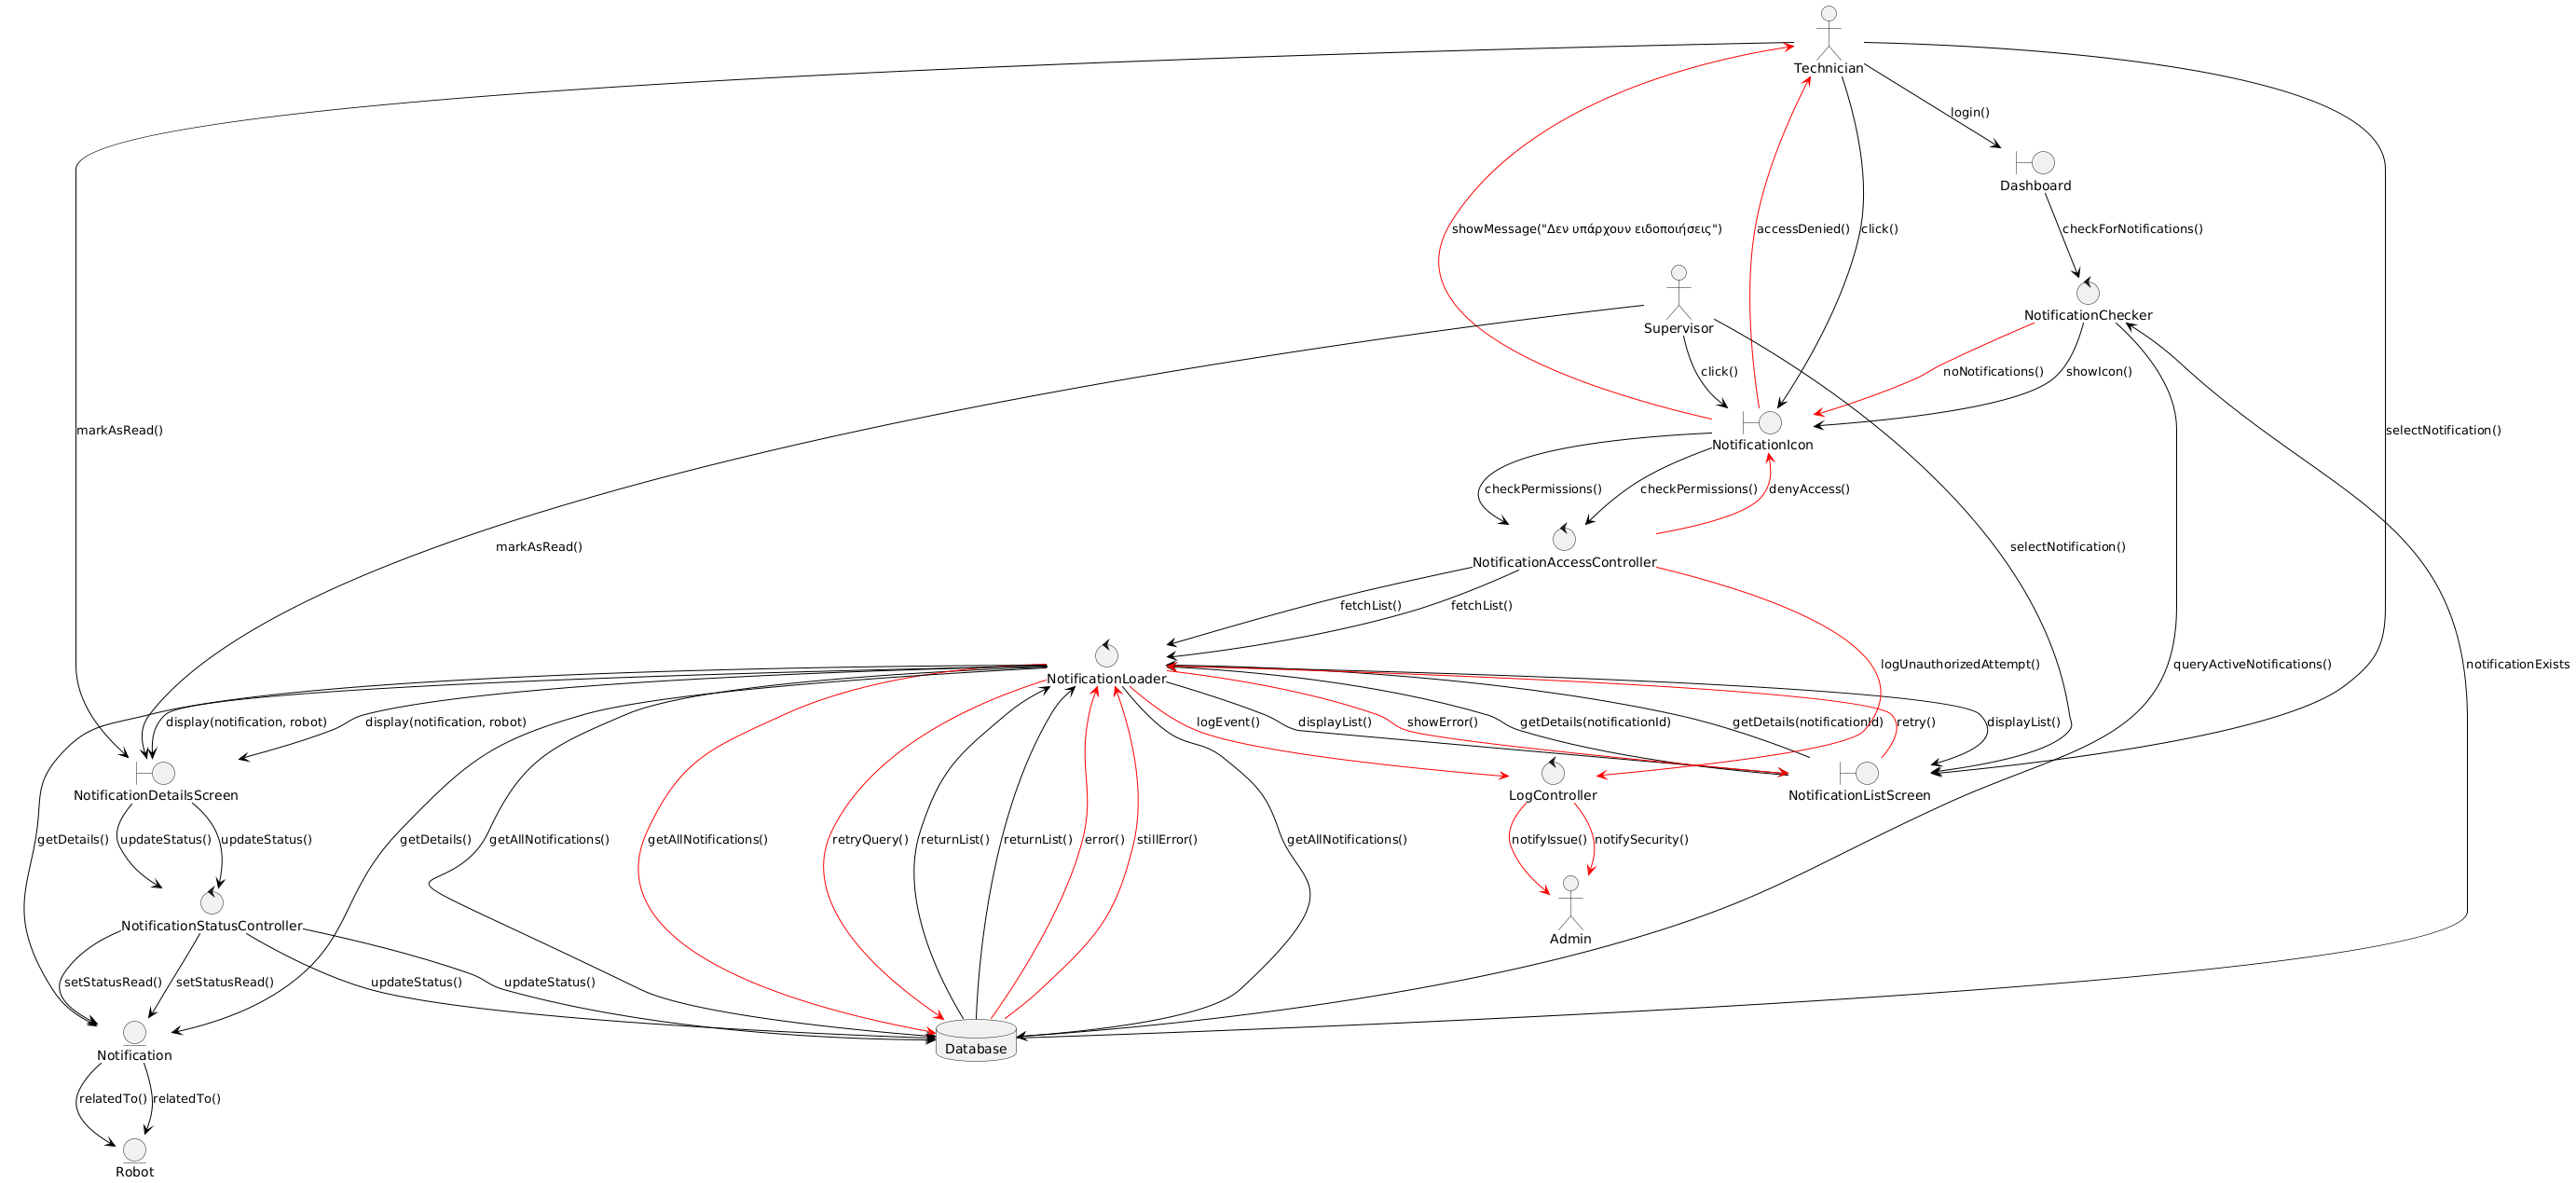 Technician
login()
Dashboard
showMessage("Δεν υπάρχουν ειδοποιήσεις")
accessDenied()
click()
checkForNotifications()
Supervisor
NotificationChecker
click()
noNotifications()
showIcon()
markAsRead()
selectNotification()
NotificationIcon
checkPermissions()
checkPermissions()
denyAccess()
markAsRead()
selectNotification()
NotificationAccessController
fetchList()
fetchList()
logUnauthorizedAttempt()
queryActiveNotifications()
notificationExists
NotificationLoader
display(notification, robot)
display(notification, robot)
logEvent()
displayList()
showError()
getDetails(notificationId)
getDetails(notificationId)
retry()
displayList()
NotificationDetailsScreen
LogController
NotificationListScreen
getDetails()
updateStatus()
updateStatus()
getDetails()
getAllNotifications()
getAllNotifications()
retryQuery()
returnList()
returnList()
error()
stillError()
getAllNotifications()
notifyIssue()
notifySecurity()
NotificationStatusController
Admin
setStatusRead()
setStatusRead()
updateStatus()
updateStatus()
Notification
Database
relatedTo()
relatedTo()
Robot